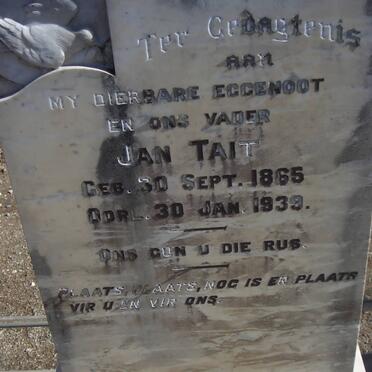 Ter Gedagtenis
AAN
MY DIERBARE EGGENOOT
EN ONS VADER
JAN TAIT
GEB. 30 SEPT. 1865
OORL. 30 JAN. 1939.
ONS GUN U DIE RUS.
PLAATS, PLAATS, NOG IS ER PLAATS
VIR U EN VIR ONS.